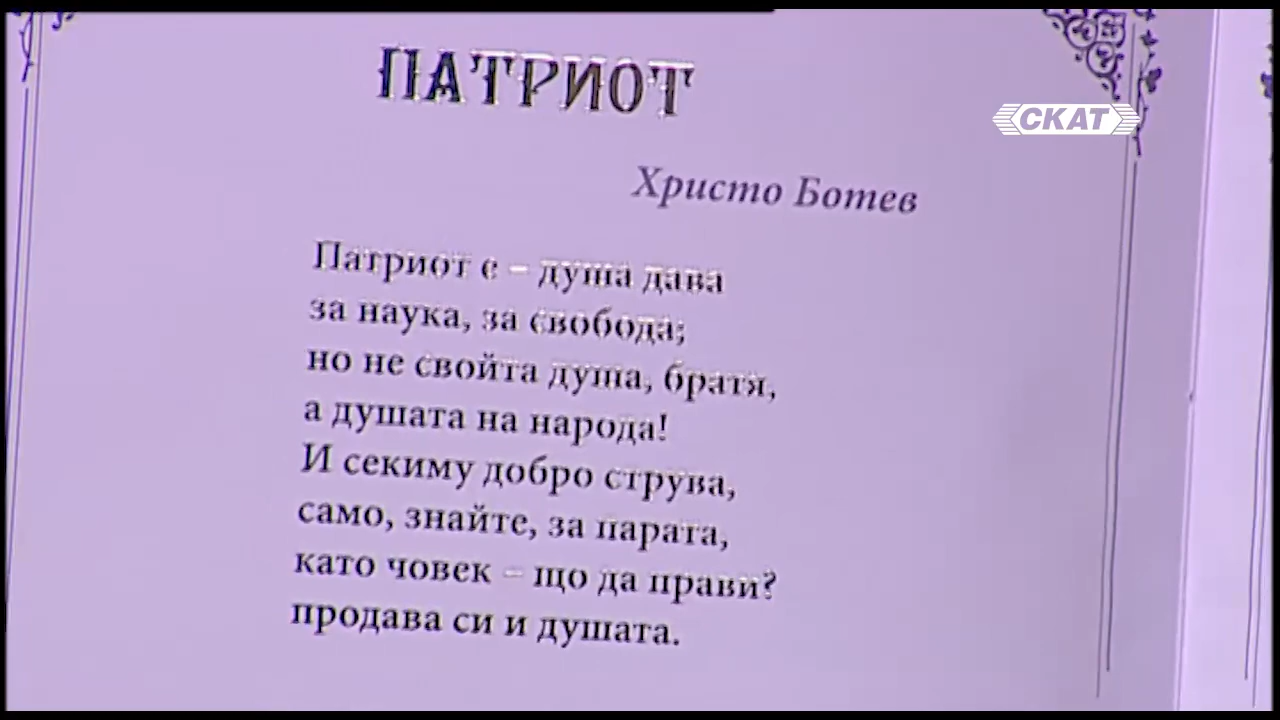 ПАТРИОТ
СКАТ
Христо Ботев
Патриот е – душа дава
за наука, за свобода;
но не свойта душа, братя,
а душата на народа!
И секиму добро струва,
само, знайте, за парата,
като човек – що да прави?
продава си и душата.